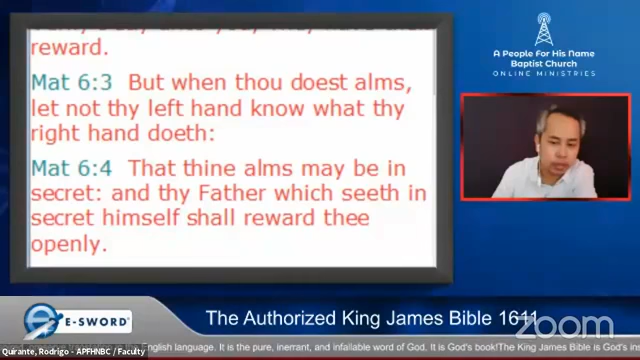 reward.
Mat 6:3 But when thou doest alms,
let not thy left hand know what thy
right hand doeth:
Mat 6:4 That thine alms may be in
secret: and thy Father which seeth in
secret himself shall reward thee
openly.
A People For His Name
Baptist Church
ONLINE MINISTRIES
E-SWORD
The Authorized King James Bible 1611
zoom
Quirante, Rodrigo - APFHNBC / Faculty
English language. It is the pure, inerrant, and infallable word of God. It is God's book!The King James Bible is God's